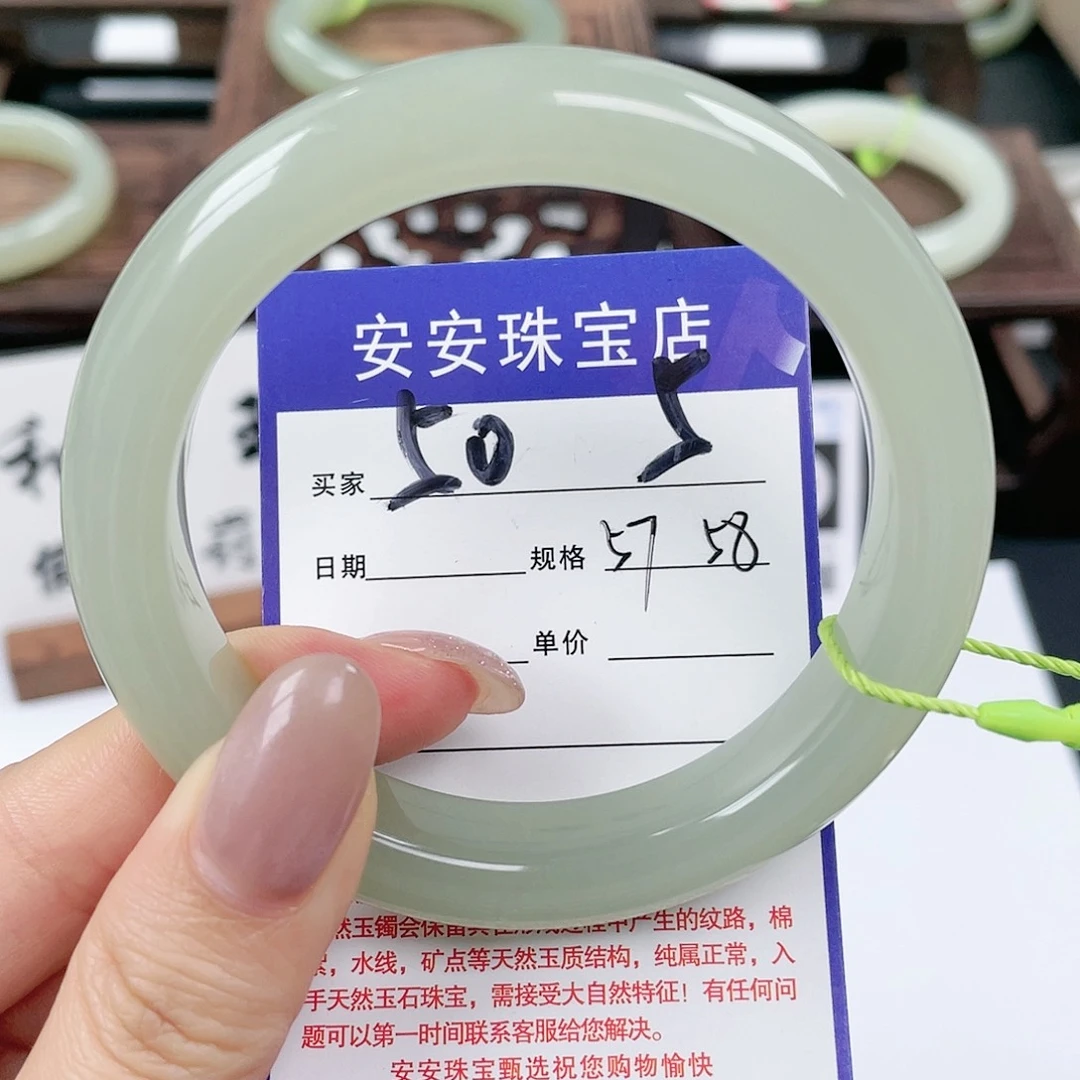 安安珠宝店
买家 50 5
日期 规格 57 58
单价
然玉镯会保留其在形成过程中产生的纹路，棉
絮，水线，矿点等天然玉质结构，纯属正常，入
手天然玉石珠宝，需接受大自然特征！有任何问
题可以第一时间联系客服给您解决。
安安珠宝甄选祝您购物愉快